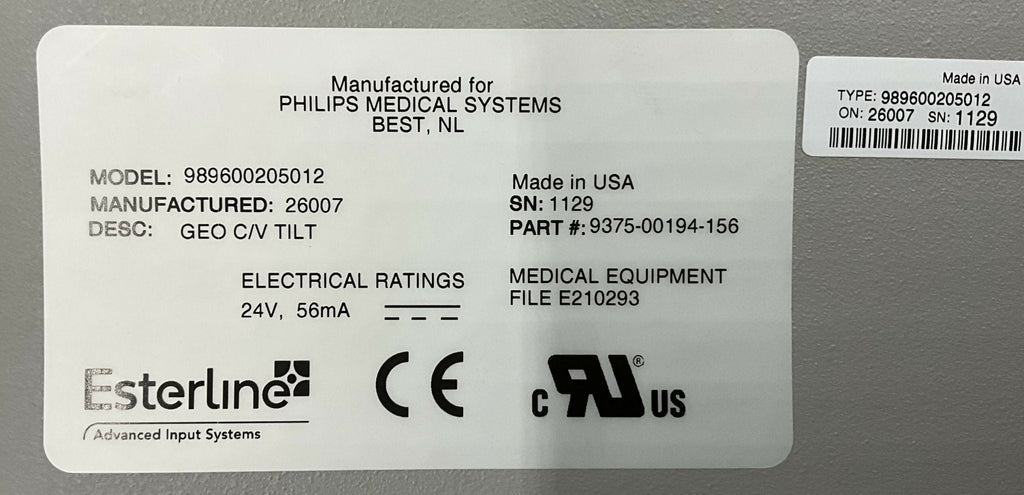 Manufactured for
PHILIPS MEDICAL SYSTEMS
BEST, NL
MODEL: 989600205012
MANUFACTURED: 26007
DESC: GEO C/V TILT
Made in USA
SN: 1129
PART #: 9375-00194-156
ELECTRICAL RATINGS
24V, 56mA
MEDICAL EQUIPMENT
FILE E210293
Esterline
Advanced Input Systems
CE
C RU ® US
Made in USA
TYPE: 989600205012
ON: 26007 SN: 1129